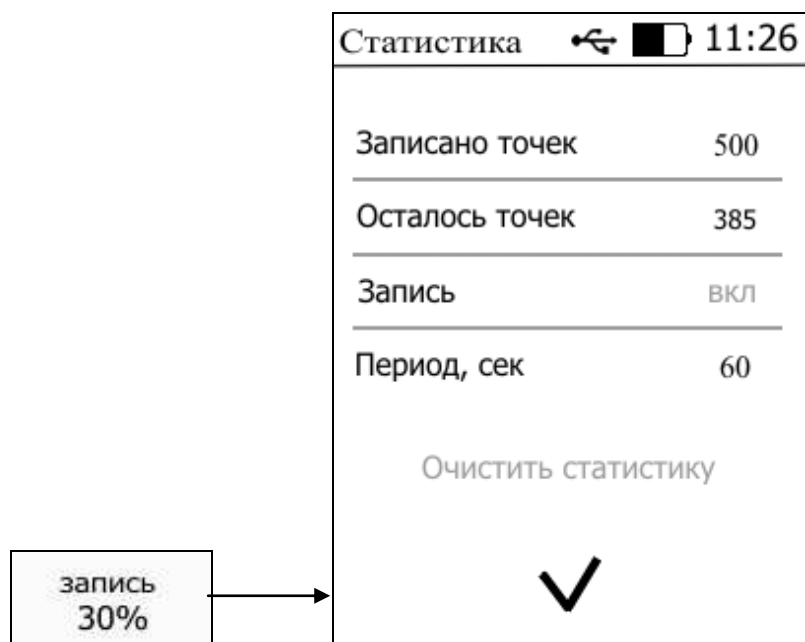 Статистика 11:26
Записано точек 500
Осталось точек 385
Запись вкл
Период, сек 60
Очистить статистику
запись
30%